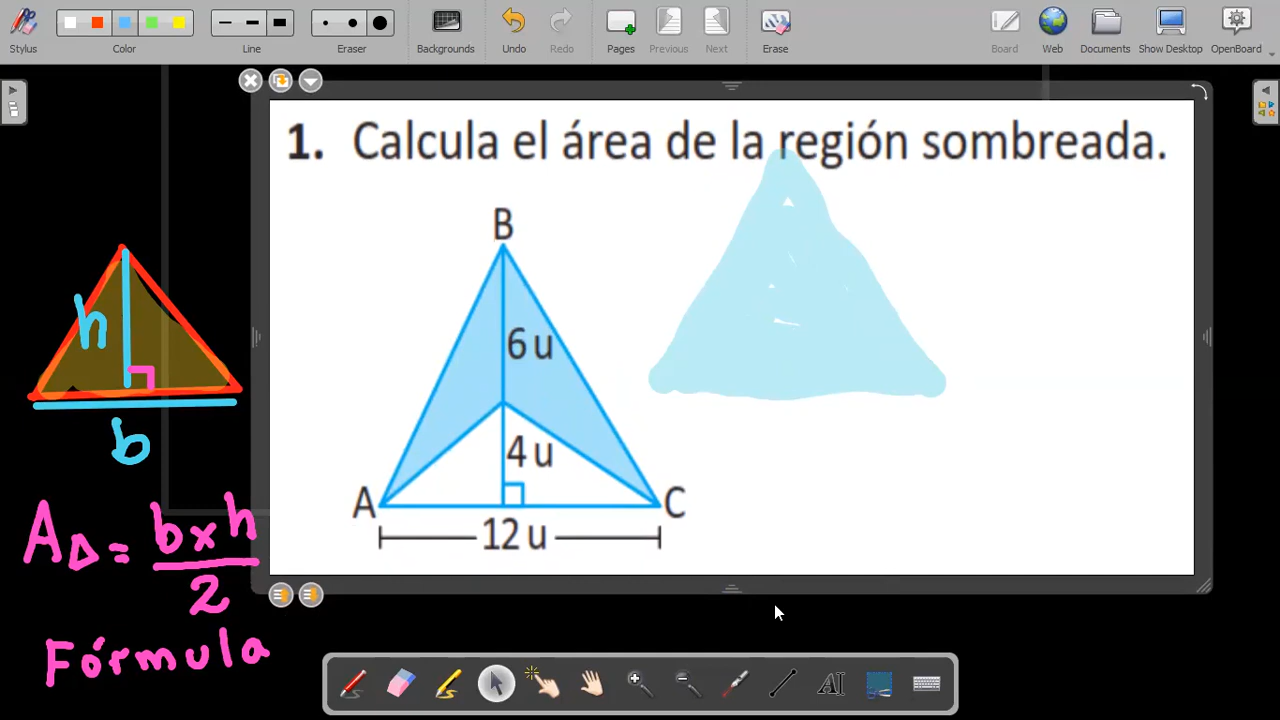 Stylus
Color
Line
Eraser
Backgrounds
Undo
Redo
Pages
Previous
Next
Erase
Board
Web
Documents
Show Desktop
OpenBoard
1. Calcula el área de la región sombreada.
B
6 u
4 u
A
C
12 u
h
b
A△ = b x h
2
Fórmula
AI